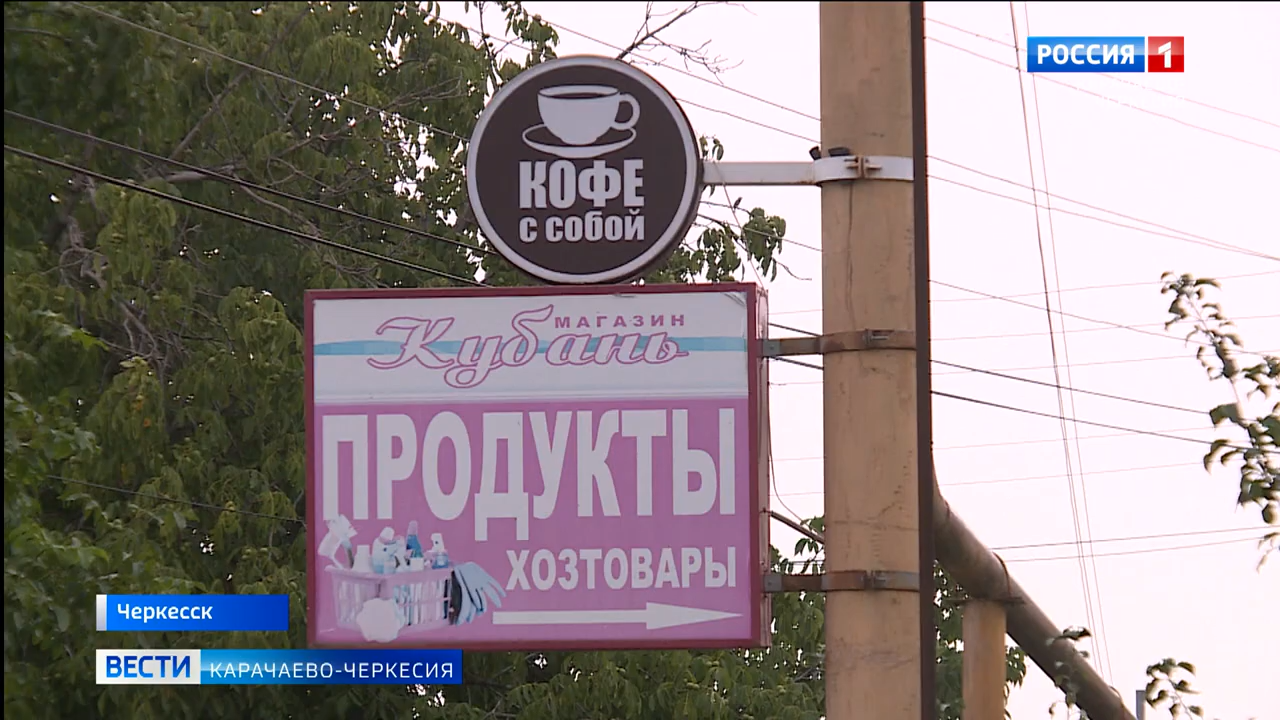 РОССИЯ 1
КОФЕ
С СОБОЙ
МАГАЗИН
Кубань
ПРОДУКТЫ
ХОЗТОВАРЫ
Черкесск
ВЕСТИ КАРАЧАЕВО-ЧЕРКЕСИЯ